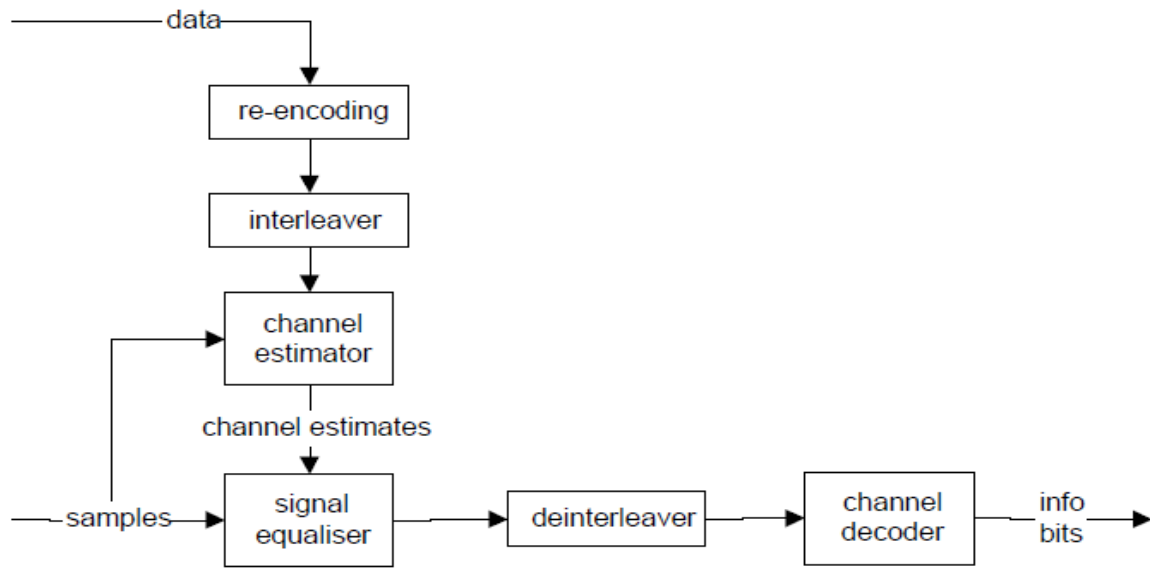 data
re-encoding
interleaver
channel
estimator
channel estimates
samples
signal
equaliser
deinterleaver
channel
decoder
info
bits